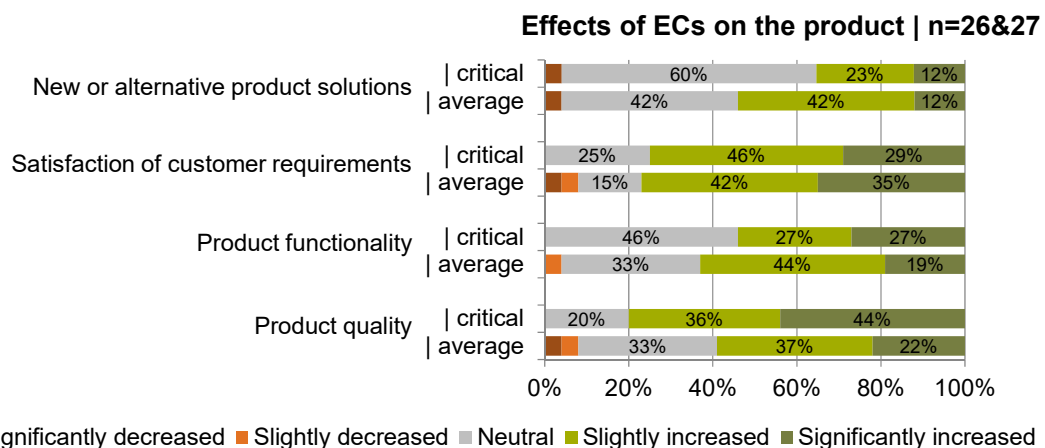 Effects of ECs on the product | n=26&27
New or alternative product solutions
| critical
60% 23% 12%
| average
42% 42% 12%
Satisfaction of customer requirements
| critical
25% 46% 29%
| average
15% 42% 35%
Product functionality
| critical
46% 27% 27%
| average
33% 44% 19%
Product quality
| critical
20% 36% 44%
| average
33% 37% 22%
0% 20% 40% 60% 80% 100%
gnificantly decreased Slightly decreased Neutral Slightly increased Significantly increased